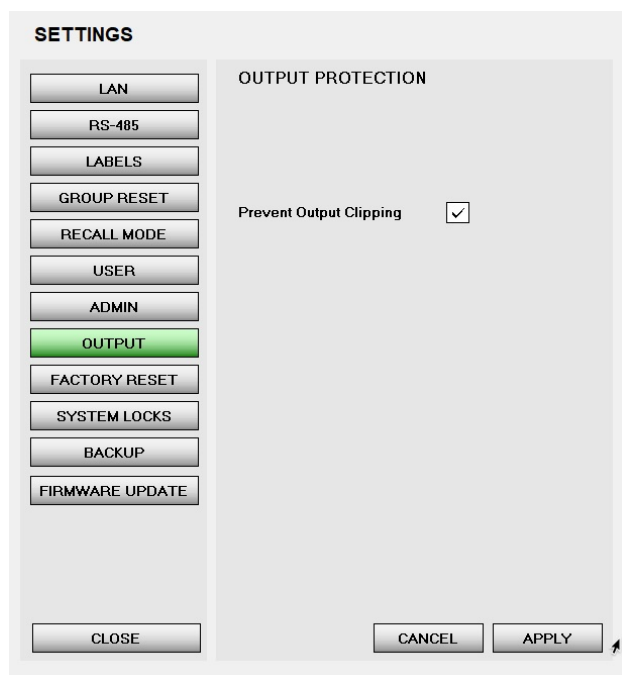 SETTINGS
LAN
RS-485
LABELS
GROUP RESET
RECALL MODE
USER
ADMIN
OUTPUT
FACTORY RESET
SYSTEM LOCKS
BACKUP
FIRMWARE UPDATE
CLOSE
OUTPUT PROTECTION
Prevent Output Clipping
CANCEL
APPLY